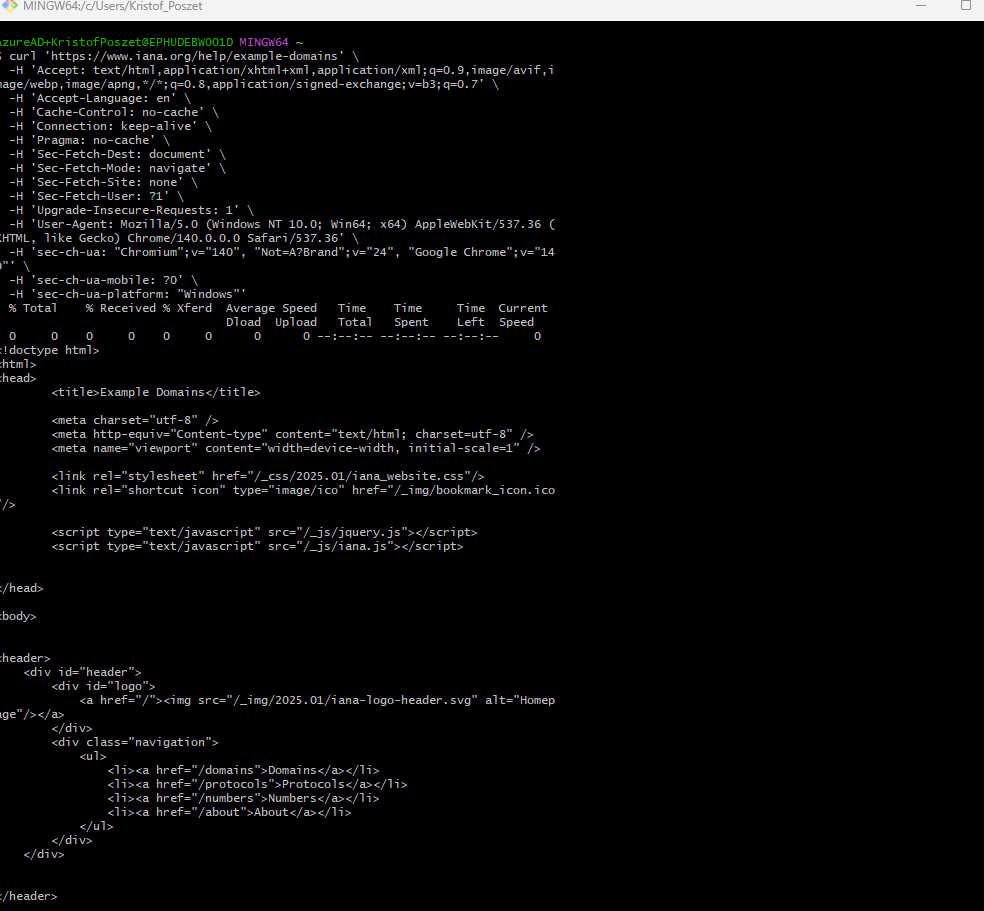 MINGW64:/c/Users/Kristof_Poszet
AzureAD+KristofPoszet@EPHUDEBW001D MINGW64 ~
$ curl 'https://www.iana.org/help/example-domains' \
-H 'Accept: text/html,application/xhtml+xml,application/xml;q=0.9,image/avif,i
mage/webp,image/apng,*/*;q=0.8,application/signed-exchange;v=b3;q=0.7' \
-H 'Accept-Language: en' \
-H 'Cache-Control: no-cache' \
-H 'Connection: keep-alive' \
-H 'Pragma: no-cache' \
-H 'Sec-Fetch-Dest: document' \
-H 'Sec-Fetch-Mode: navigate' \
-H 'Sec-Fetch-Site: none' \
-H 'Sec-Fetch-User: ?1' \
-H 'Upgrade-Insecure-Requests: 1' \
-H 'User-Agent: Mozilla/5.0 (Windows NT 10.0; Win64; x64) AppleWebKit/537.36 (
KHTML, like Gecko) Chrome/140.0.0.0 Safari/537.36' \
-H 'sec-ch-ua: "Chromium";v="140", "Not=A?Brand";v="24", "Google Chrome";v="14
0"' \
-H 'sec-ch-ua-mobile: ?0' \
-H 'sec-ch-ua-platform: "Windows"'
% Total    % Received % Xferd  Average Speed   Time    Time     Time  Current
Dload  Upload   Total   Spent    Left  Speed
0     0    0     0    0     0      0      0 --:--:-- --:--:-- --:--:--     0
<!doctype html>
<html>
<head>
<title>Example Domains</title>
<meta charset="utf-8" />
<meta http-equiv="Content-type" content="text/html; charset=utf-8" />
<meta name="viewport" content="width=device-width, initial-scale=1" />
<link rel="stylesheet" href="/_css/2025.01/iana_website.css"/>
<link rel="shortcut icon" type="image/ico" href="/_img/bookmark_icon.ico
"/>
<script type="text/javascript" src="/_js/jquery.js"></script>
<script type="text/javascript" src="/_js/iana.js"></script>
</head>
<body>
<header>
<div id="header">
<div id="logo">
<a href="/"><img src="/_img/2025.01/iana-logo-header.svg" alt="Homep
age"/></a>
</div>
<div class="navigation">
<ul>
<li><a href="/domains">Domains</a></li>
<li><a href="/protocols">Protocols</a></li>
<li><a href="/numbers">Numbers</a></li>
<li><a href="/about">About</a></li>
</ul>
</div>
</div>
</header>